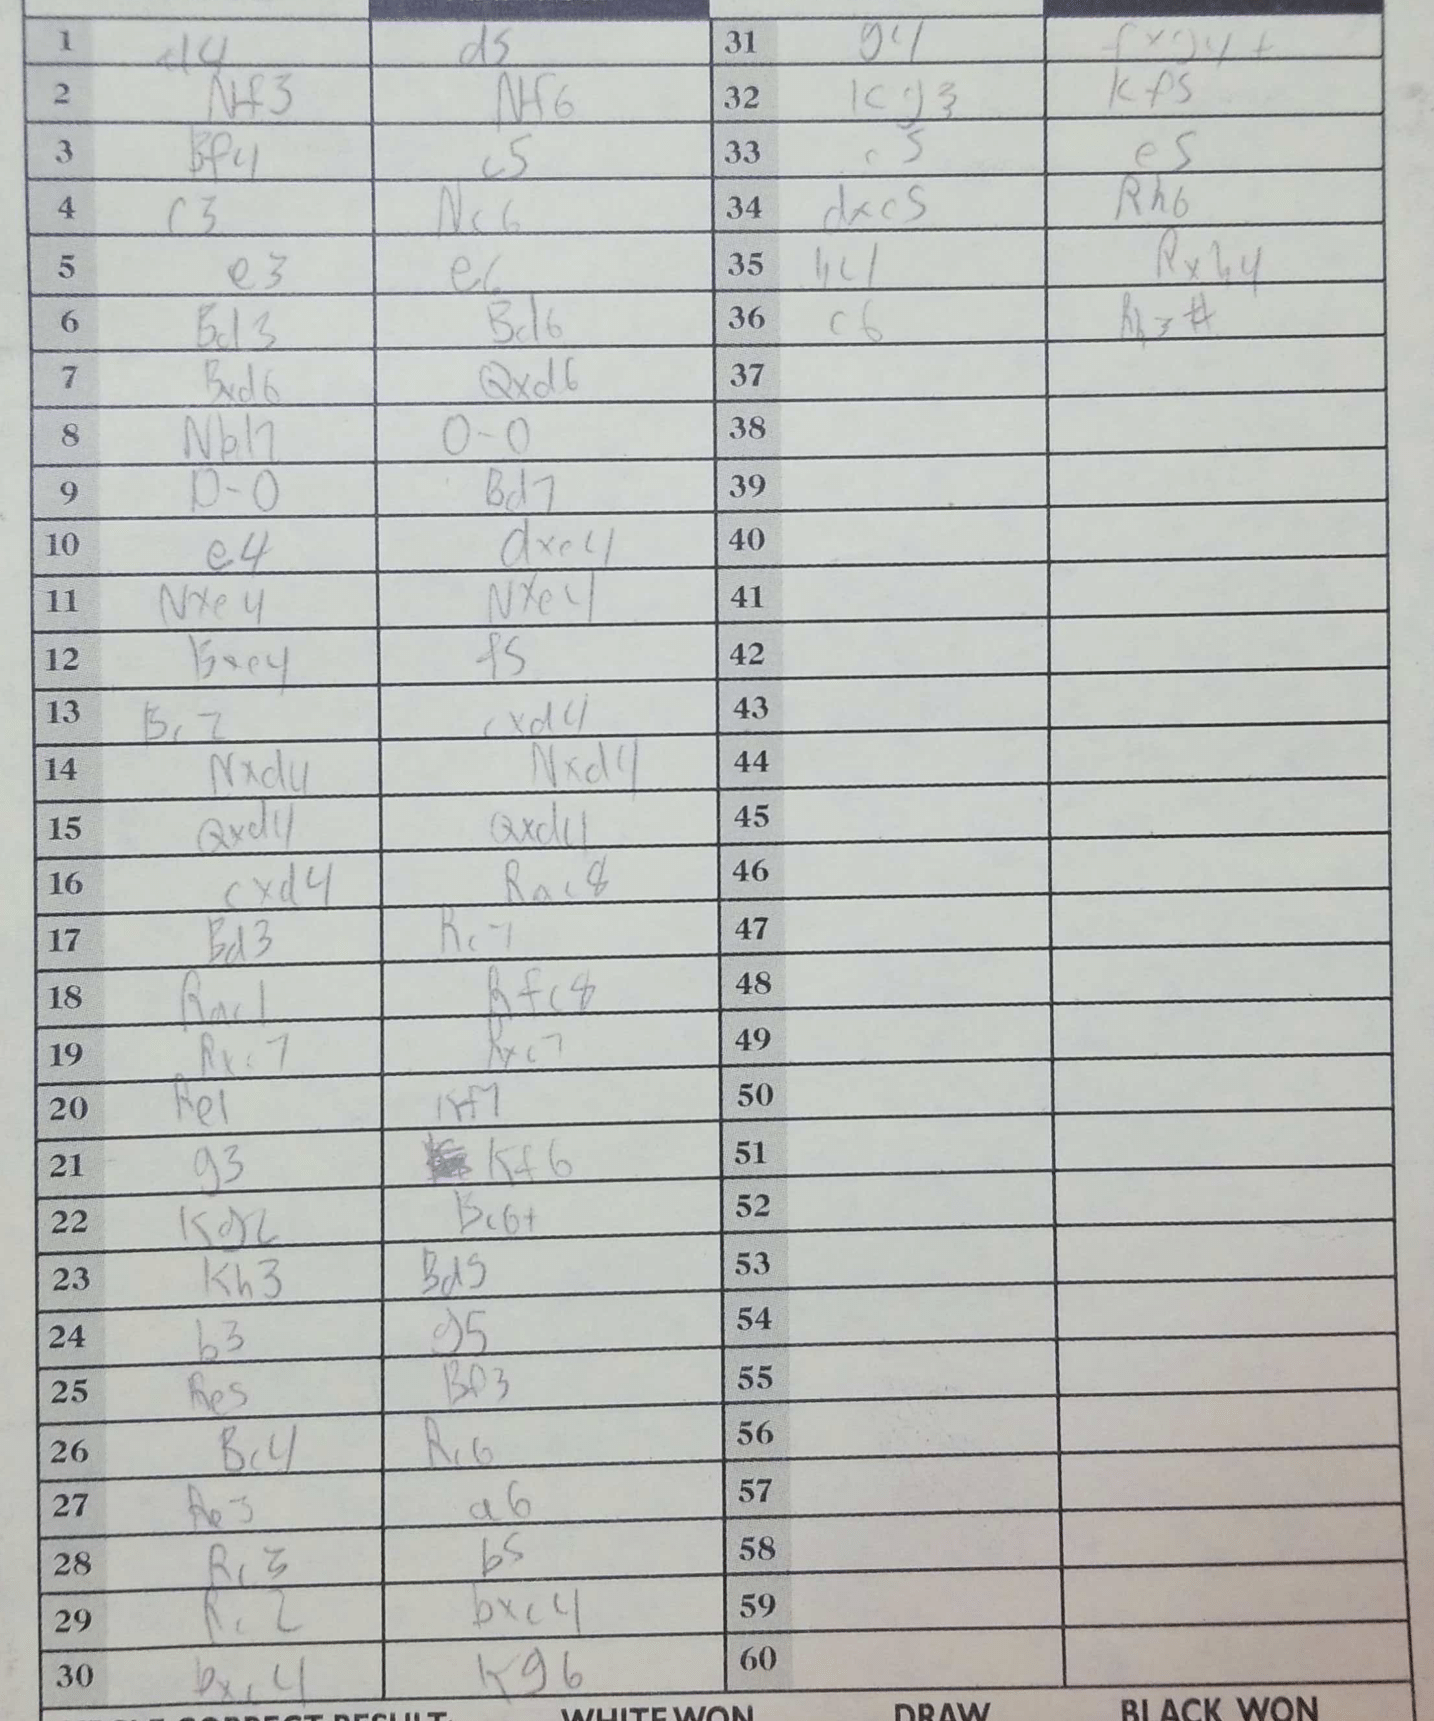 1 d4 d5 31 g4 fxg4+
2 Nf3 Nf6 32 Kg3 Kf5
3 Bf4 c5 33 c5 e5
4 c3 Nc6 34 dxc5 Rh6
5 e3 e6 35 h4 Rxh4
6 Bd3 Bd6 36 c6 Rh3#
7 Bxd6 Qxd6 37
8 Nbd2 0-0 38
9 0-0 Bd7 39
10 e4 dxe4 40
11 Nxe4 Nxe4 41
12 Bxe4 f5 42
13 Bc2 cxd4 43
14 Nxd4 Nxd4 44
15 Qxd4 Qxd4 45
16 cxd4 Rac8 46
17 Bd3 Rc7 47
18 Rac1 Rfc8 48
19 Rxc7 Rxc7 49
20 Re1 Kf7 50
21 g3 Kf6 51
22 Kg2 Bc6+ 52
23 Kh3 Bd5 53
24 b3 g5 54
25 Re5 Bf3 55
26 Bc4 Rc6 56
27 Re3 a6 57
28 Rc3 b5 58
29 Rc2 bxc4 59
30 bxc4 Kg6 60
CORRECT RESULT: WHITE WON DRAW BLACK WON